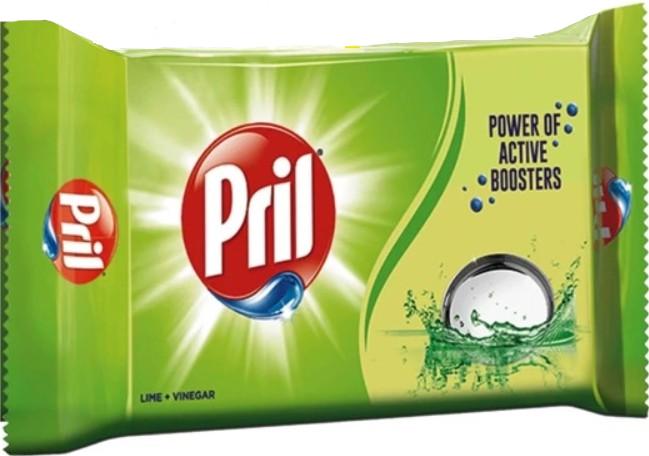 Pril
Pril
POWER OF
ACTIVE
BOOSTERS
LIME + VINEGAR